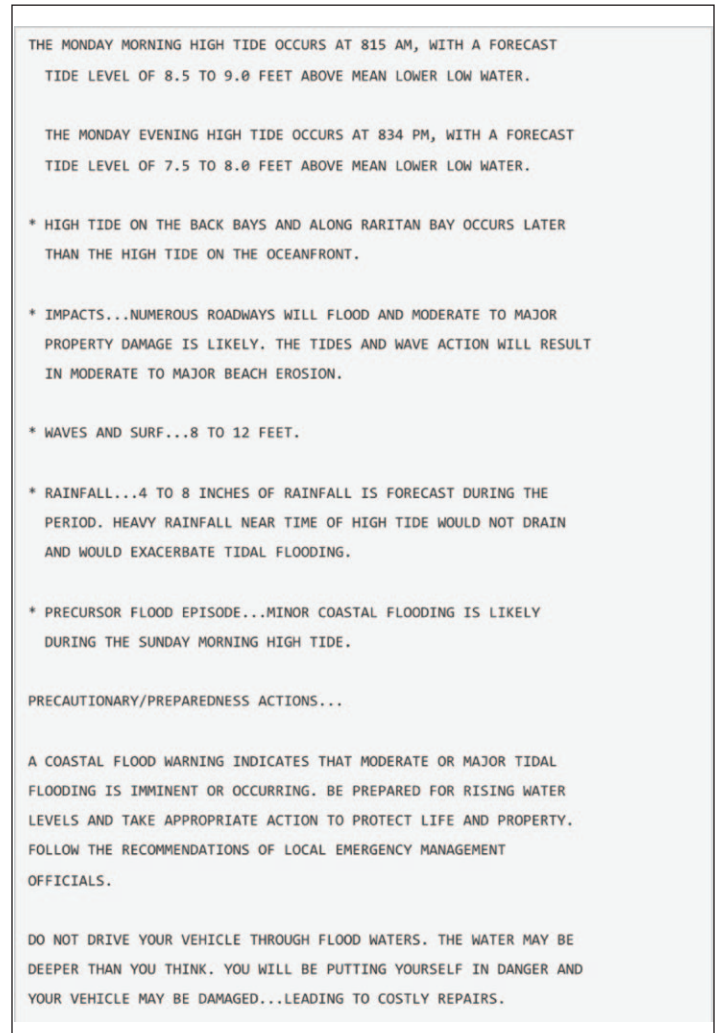 THE MONDAY MORNING HIGH TIDE OCCURS AT 815 AM, WITH A FORECAST
TIDE LEVEL OF 8.5 TO 9.0 FEET ABOVE MEAN LOWER LOW WATER.
THE MONDAY EVENING HIGH TIDE OCCURS AT 834 PM, WITH A FORECAST
TIDE LEVEL OF 7.5 TO 8.0 FEET ABOVE MEAN LOWER LOW WATER.
* HIGH TIDE ON THE BACK BAYS AND ALONG RARITAN BAY OCCURS LATER
THAN THE HIGH TIDE ON THE OCEANFRONT.
* IMPACTS...NUMEROUS ROADWAYS WILL FLOOD AND MODERATE TO MAJOR
PROPERTY DAMAGE IS LIKELY. THE TIDES AND WAVE ACTION WILL RESULT
IN MODERATE TO MAJOR BEACH EROSION.
* WAVES AND SURF...8 TO 12 FEET.
* RAINFALL...4 TO 8 INCHES OF RAINFALL IS FORECAST DURING THE
PERIOD. HEAVY RAINFALL NEAR TIME OF HIGH TIDE WOULD NOT DRAIN
AND WOULD EXACERBATE TIDAL FLOODING.
* PRECURSOR FLOOD EPISODE...MINOR COASTAL FLOODING IS LIKELY
DURING THE SUNDAY MORNING HIGH TIDE.
PRECAUTIONARY/PREPAREDNESS ACTIONS...
A COASTAL FLOOD WARNING INDICATES THAT MODERATE OR MAJOR TIDAL
FLOODING IS IMMINENT OR OCCURRING. BE PREPARED FOR RISING WATER
LEVELS AND TAKE APPROPRIATE ACTION TO PROTECT LIFE AND PROPERTY.
FOLLOW THE RECOMMENDATIONS OF LOCAL EMERGENCY MANAGEMENT
OFFICIALS.
DO NOT DRIVE YOUR VEHICLE THROUGH FLOOD WATERS. THE WATER MAY BE
DEEPER THAN YOU THINK. YOU WILL BE PUTTING YOURSELF IN DANGER AND
YOUR VEHICLE MAY BE DAMAGED...LEADING TO COSTLY REPAIRS.